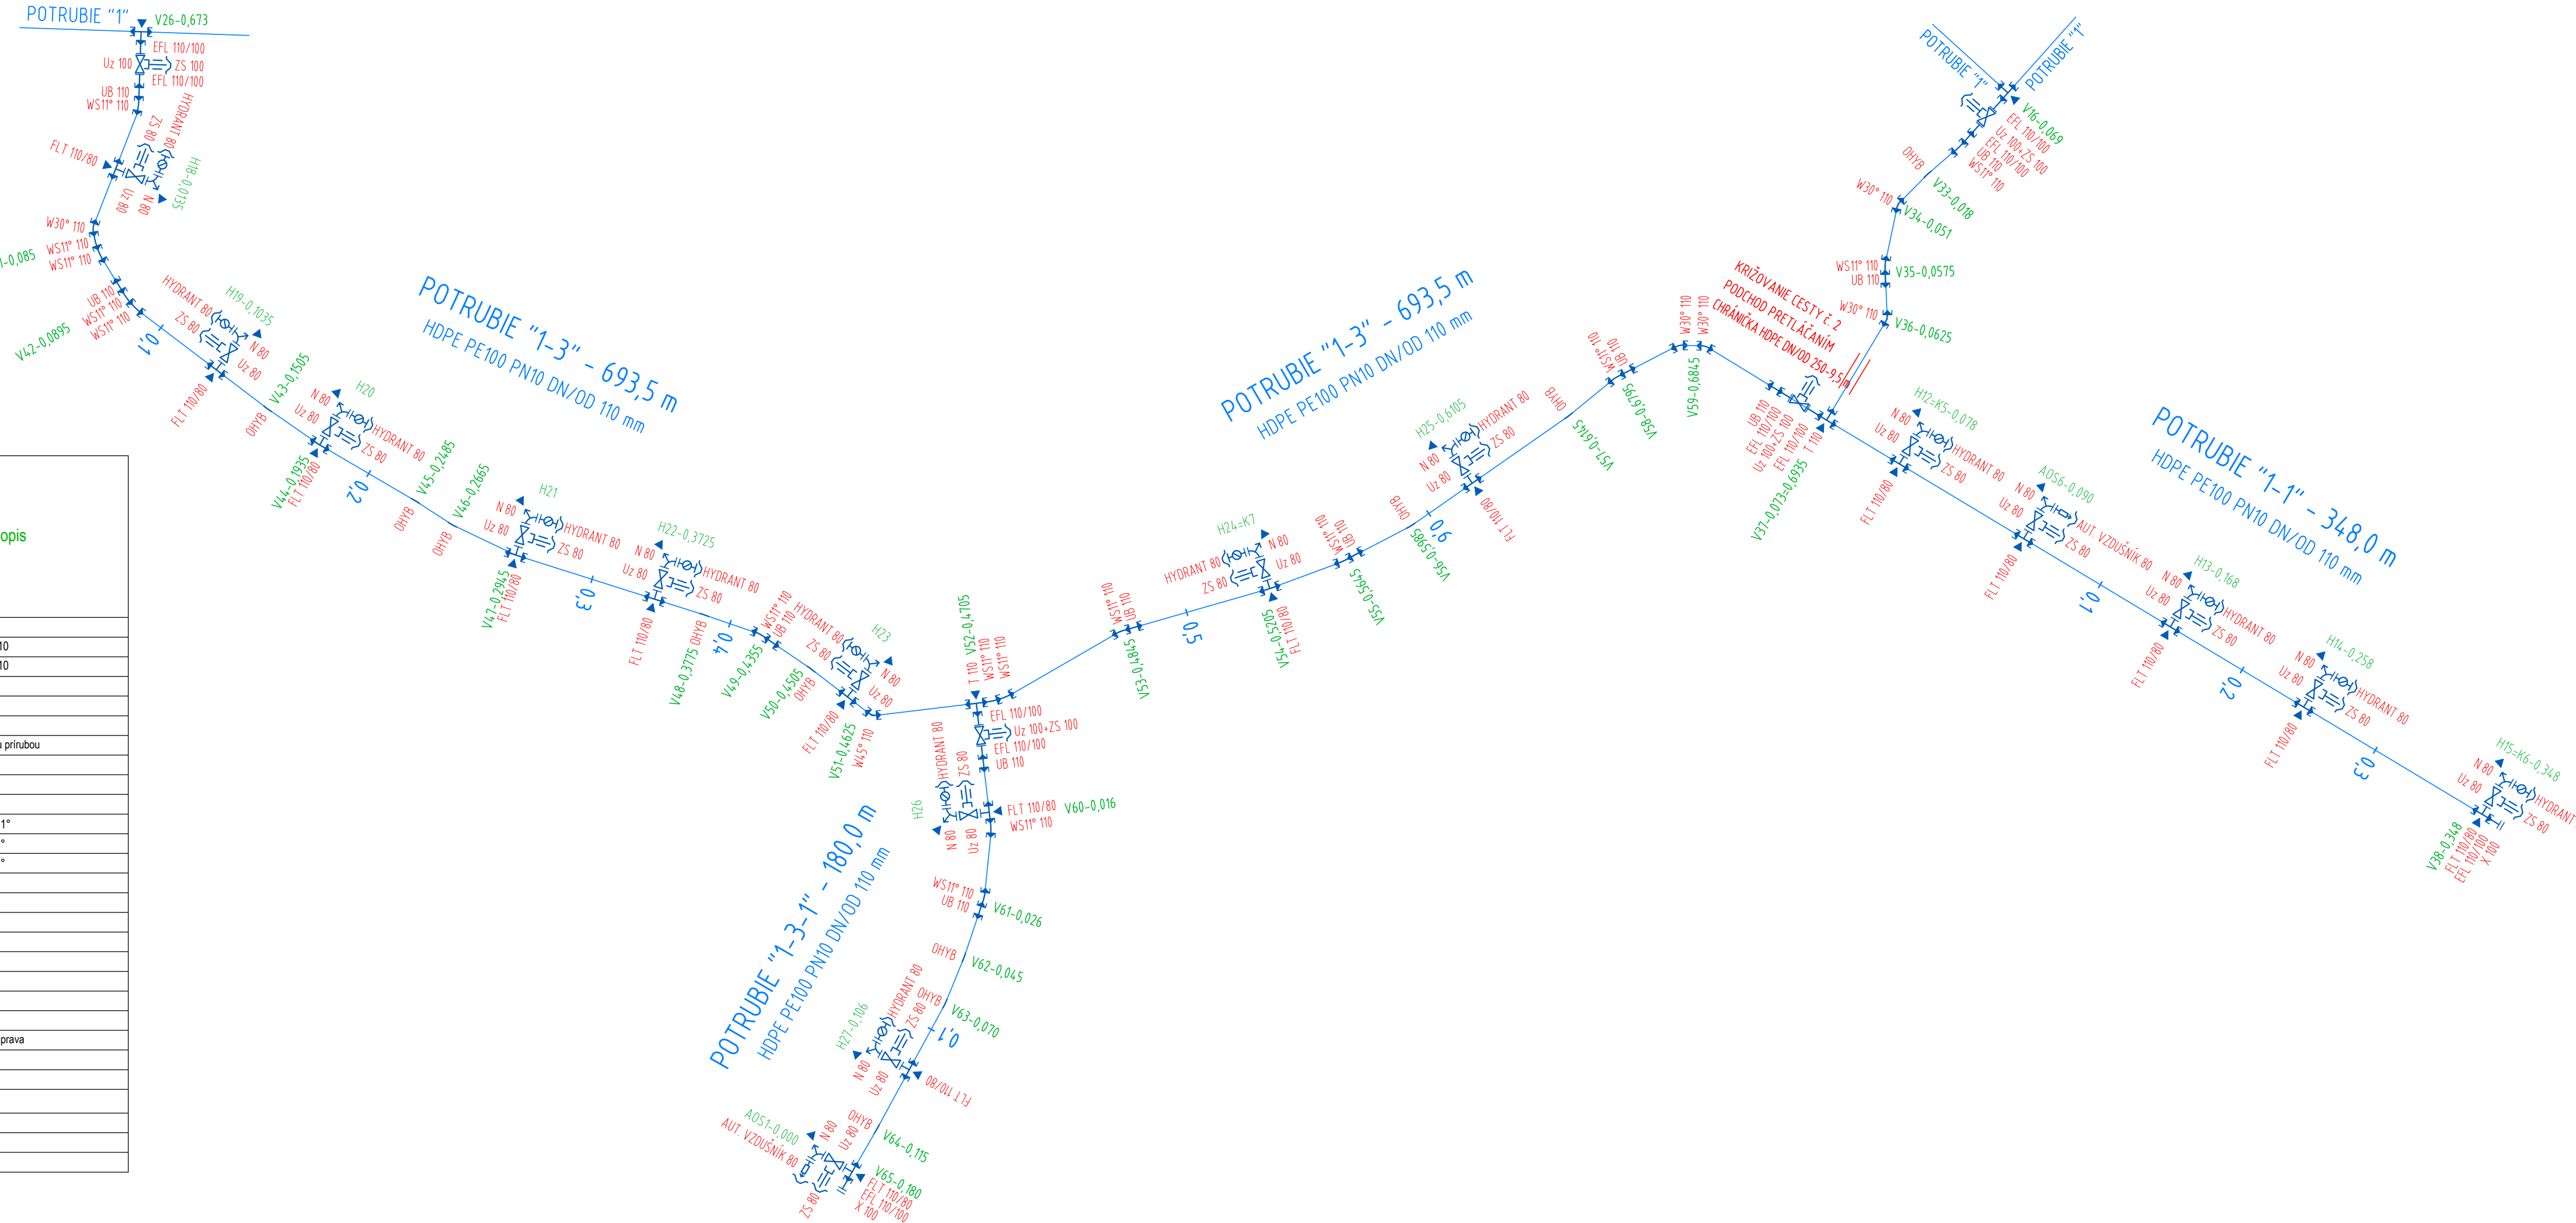 POTRUBIE "1"
V26-0,673
EFL 110/100
Uz 100
ZS 100
EFL 110/100
UB 110
WS11° 110
HYDRANT 80
ZS 80
FLT 110/80
H18-0,0135
Uz 80
N 80
W30° 110
WS11° 110
WS11° 110
1-0,085
UB 110
WS11° 110
WS11° 110
V42-0,0895
0,1
HYDRANT 80
H19-0,1035
ZS 80
N 80
Uz 80
FLT 110/80
V43-0,1505
OHYB
H20
N 80
Uz 80
HYDRANT 80
ZS 80
V44-0,1935
FLT 110/80
0,2
POTRUBIE "1-3" - 693,5 m
HDPE PE100 PN10 DN/OD 110 mm
V45-0,2485
OHYB
V46-0,2665
OHYB
H21
N 80
Uz 80
HYDRANT 80
ZS 80
V47-0,2945
FLT 110/80
0,3
H22-0,3725
N 80
Uz 80
HYDRANT 80
ZS 80
FLT 110/80
V48-0,3775 OHYB
0,4
WS11° 110
UB 110
V49-0,4355
V50-0,4505
OHYB
HYDRANT 80
H23
ZS 80
N 80
Uz 80
FLT 110/80
V51-0,4625
W45° 110
T 110
V52-0,4705
WS11° 110
WS11° 110
EFL 110/100
Uz 100+ZS 100
EFL 110/100
UB 110
HYDRANT 80
ZS 80
H26
N 80
Uz 80
FLT 110/80
V60-0,016
WS11° 110
WS11° 110
UB 110
V61-0,026
OHYB
V62-0,045
OHYB
V63-0,070
0,1
HYDRANT 80
ZS 80
H27-0,106
N 80
Uz 80
FLT 110/80
POTRUBIE "1-3-1" - 180,0 m
HDPE PE100 PN10 DN/OD 110 mm
OHYB
V64-0,115
AOS1-0,000
AUT. VZDUŠNÍK 80
N 80
Uz 80
ZS 80
V65-0,180
FLT 110/80
EFL 110/100
X 100
WS11° 110
UB 110
V53-0,4845
0,5
H24=K7
HYDRANT 80
ZS 80
N 80
Uz 80
V54-0,5205
FLT 110/80
WS11° 110
UB 110
V55-0,5645
OHYB
V56-0,5985
0,6
POTRUBIE "1-3" - 693,5 m
HDPE PE100 PN10 DN/OD 110 mm
H25-0,6105
HYDRANT 80
ZS 80
N 80
Uz 80
FLT 110/80
OHYB
V57-0,6145
WS11° 110
UB 110
V58-0,6795
W30° 110
W30° 110
V59-0,6845
KRIŽOVANIE CESTY č. 2
PODCHOD PRETLÁČANÍM
CHRÁNIČKA HDPE DN/OD 250-9,5m
UB 110
EFL 110/100
Uz 100+ZS 100
EFL 110/100
T 110
V37-0,073=0,6935
POTRUBIE "1"
POTRUBIE "1"
V16-0,069
EFL 110/100
Uz 100+ZS 100
EFL 110/100
UB 110
WS11° 110
OHYB
V33-0,018
W30° 110
V34-0,051
WS11° 110
UB 110
V35-0,0575
W30° 110
V36-0,0625
H12=K5-0,078
N 80
Uz 80
HYDRANT 80
ZS 80
FLT 110/80
AOS6-0,090
N 80
Uz 80
AUT. VZDUŠNÍK 80
ZS 80
FLT 110/80
0,1
POTRUBIE "1-1" - 348,0 m
HDPE PE100 PN10 DN/OD 110 mm
H13-0,168
N 80
Uz 80
HYDRANT 80
ZS 80
FLT 110/80
0,2
H14-0,258
N 80
Uz 80
HYDRANT 80
ZS 80
FLT 110/80
0,3
H15=K6-0,348
N 80
Uz 80
HYDRANT
ZS 80
V38-0,348
FLT 110/80
EFL 110/100
X 100
opis
10
10
prírubou
1°
°
°
prava